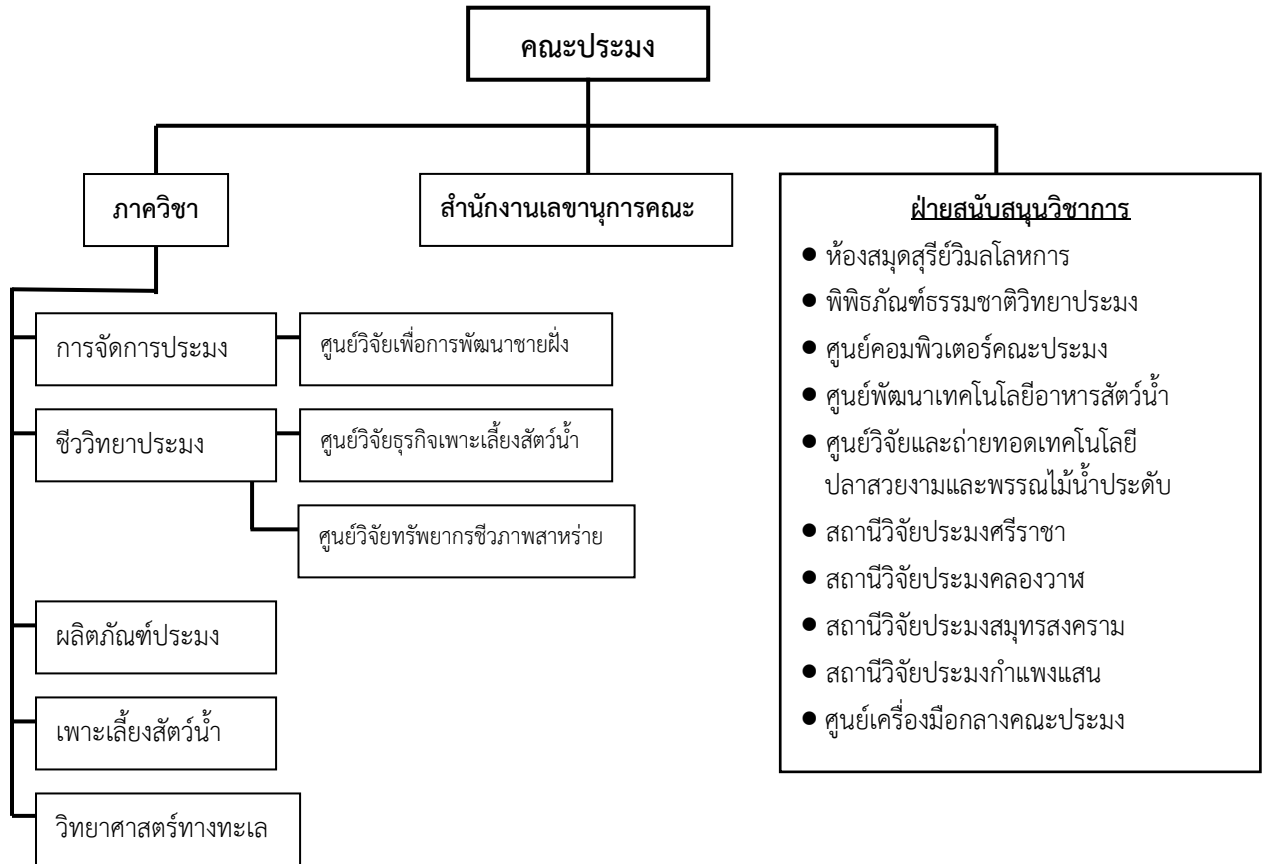 คณะประมง
ภาควิชา
สำนักงานเลขานุการคณะ
ฝ่ายสนับสนุนวิชาการ
การจัดการประมง
ศูนย์วิจัยเพื่อการพัฒนาชายฝั่ง
ชีววิทยาประมง
ศูนย์วิจัยธุรกิจเพาะเลี้ยงสัตว์น้ำ
ศูนย์วิจัยทรัพยากรชีวภาพสาหร่าย
ผลิตภัณฑ์ประมง
เพาะเลี้ยงสัตว์น้ำ
วิทยาศาสตร์ทางทะเล
● ห้องสมุดสุรีย์วิมลโลหการ
● พิพิธภัณฑ์ธรรมชาติวิทยาประมง
● ศูนย์คอมพิวเตอร์คณะประมง
● ศูนย์พัฒนาเทคโนโลยีอาหารสัตว์น้ำ
● ศูนย์วิจัยและถ่ายทอดเทคโนโลยี
ปลาสวยงามและพรรณไม้น้ำประดับ
● สถานีวิจัยประมงศรีราชา
● สถานีวิจัยประมงคลองวาฬ
● สถานีวิจัยประมงสมุทรสงคราม
● สถานีวิจัยประมงกำแพงแสน
● ศูนย์เครื่องมือกลางคณะประมง